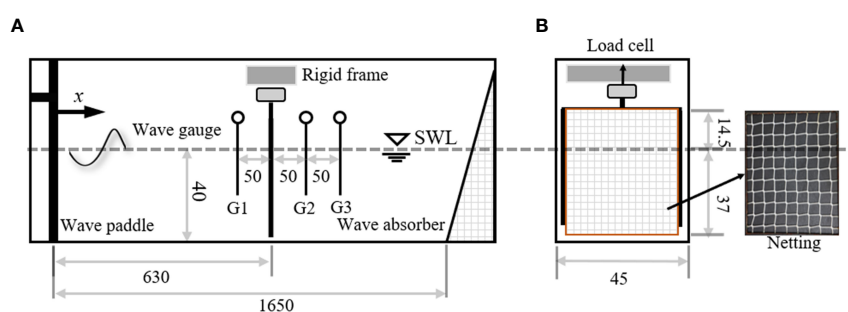 A
B
Load cell
Rigid frame
x
Wave gauge
SWL
14.5
50 50 50
40
37
G1 G2 G3
Wave paddle
Wave absorber
Netting
630
45
1650